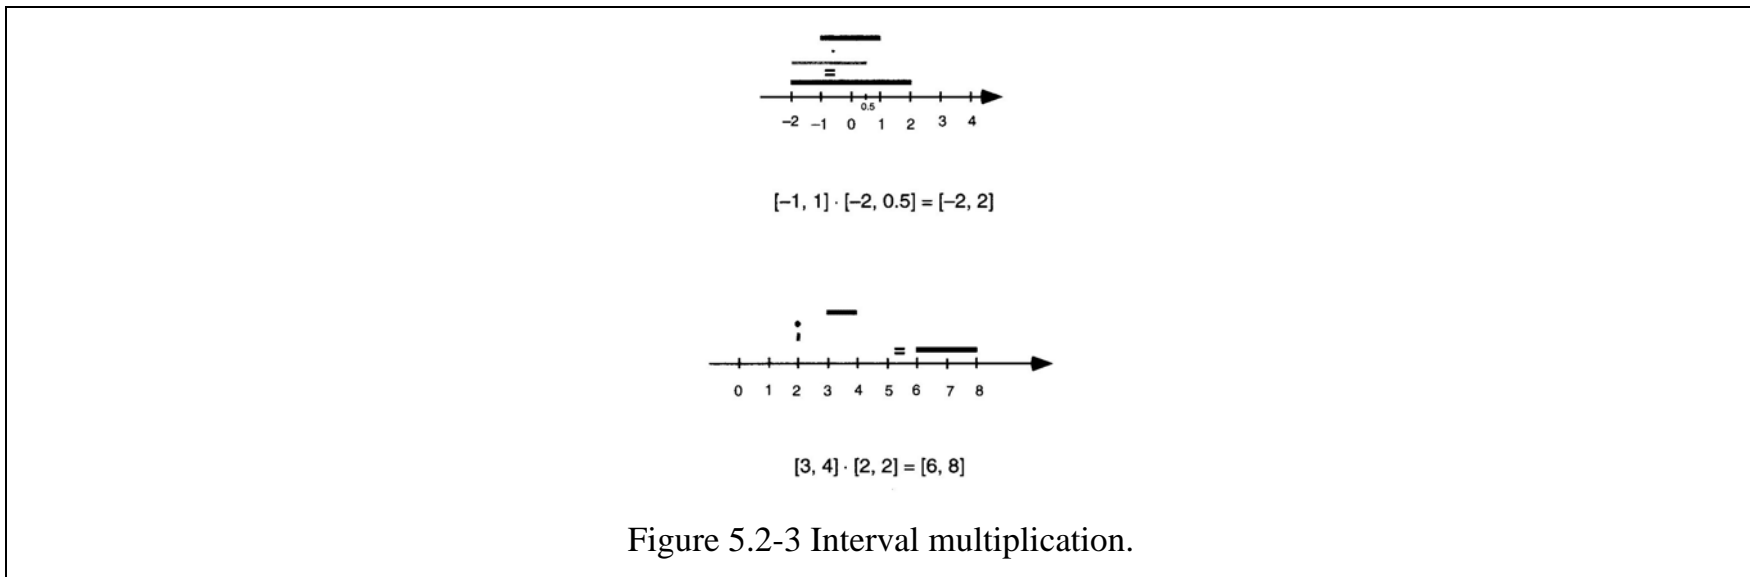 ·
=
0.5
–2 –1 0 1 2 3 4
[–1, 1] · [–2, 0.5] = [–2, 2]
=
0 1 2 3 4 5 6 7 8
[3, 4] · [2, 2] = [6, 8]
Figure 5.2-3 Interval multiplication.